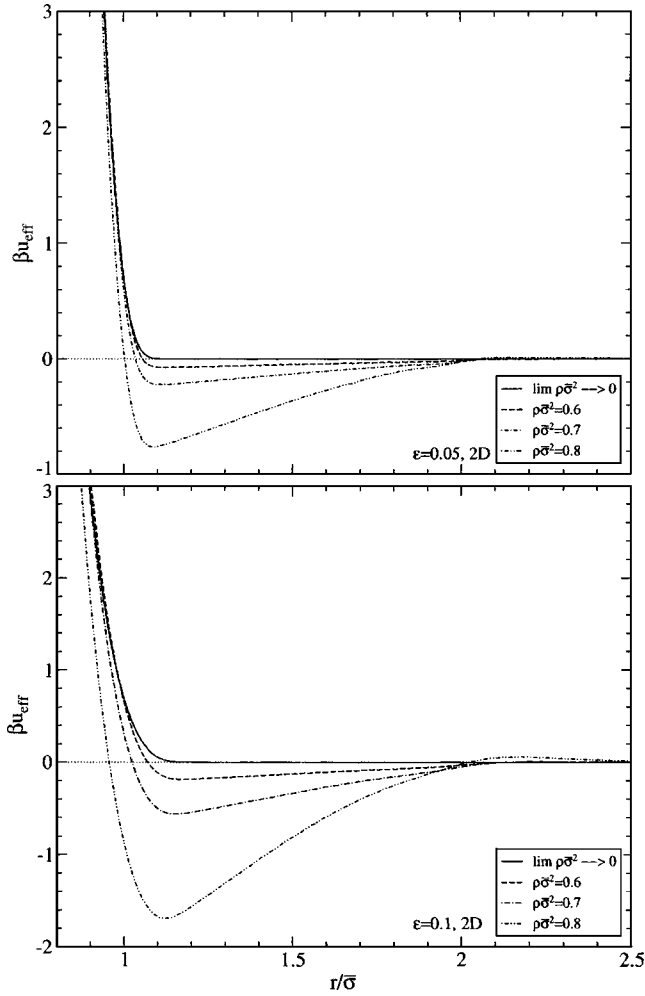 3
2
1
0
-1
βu_eff
lim ρσ̄² —> 0
ρσ̄²=0.6
ρσ̄²=0.7
ρσ̄²=0.8
ε=0.05, 2D
3
2
1
0
-1
-2
βu_eff
lim ρσ̄² —> 0
ρσ̄²=0.6
ρσ̄²=0.7
ρσ̄²=0.8
ε=0.1, 2D
1 1.5 2 2.5
r/σ̄